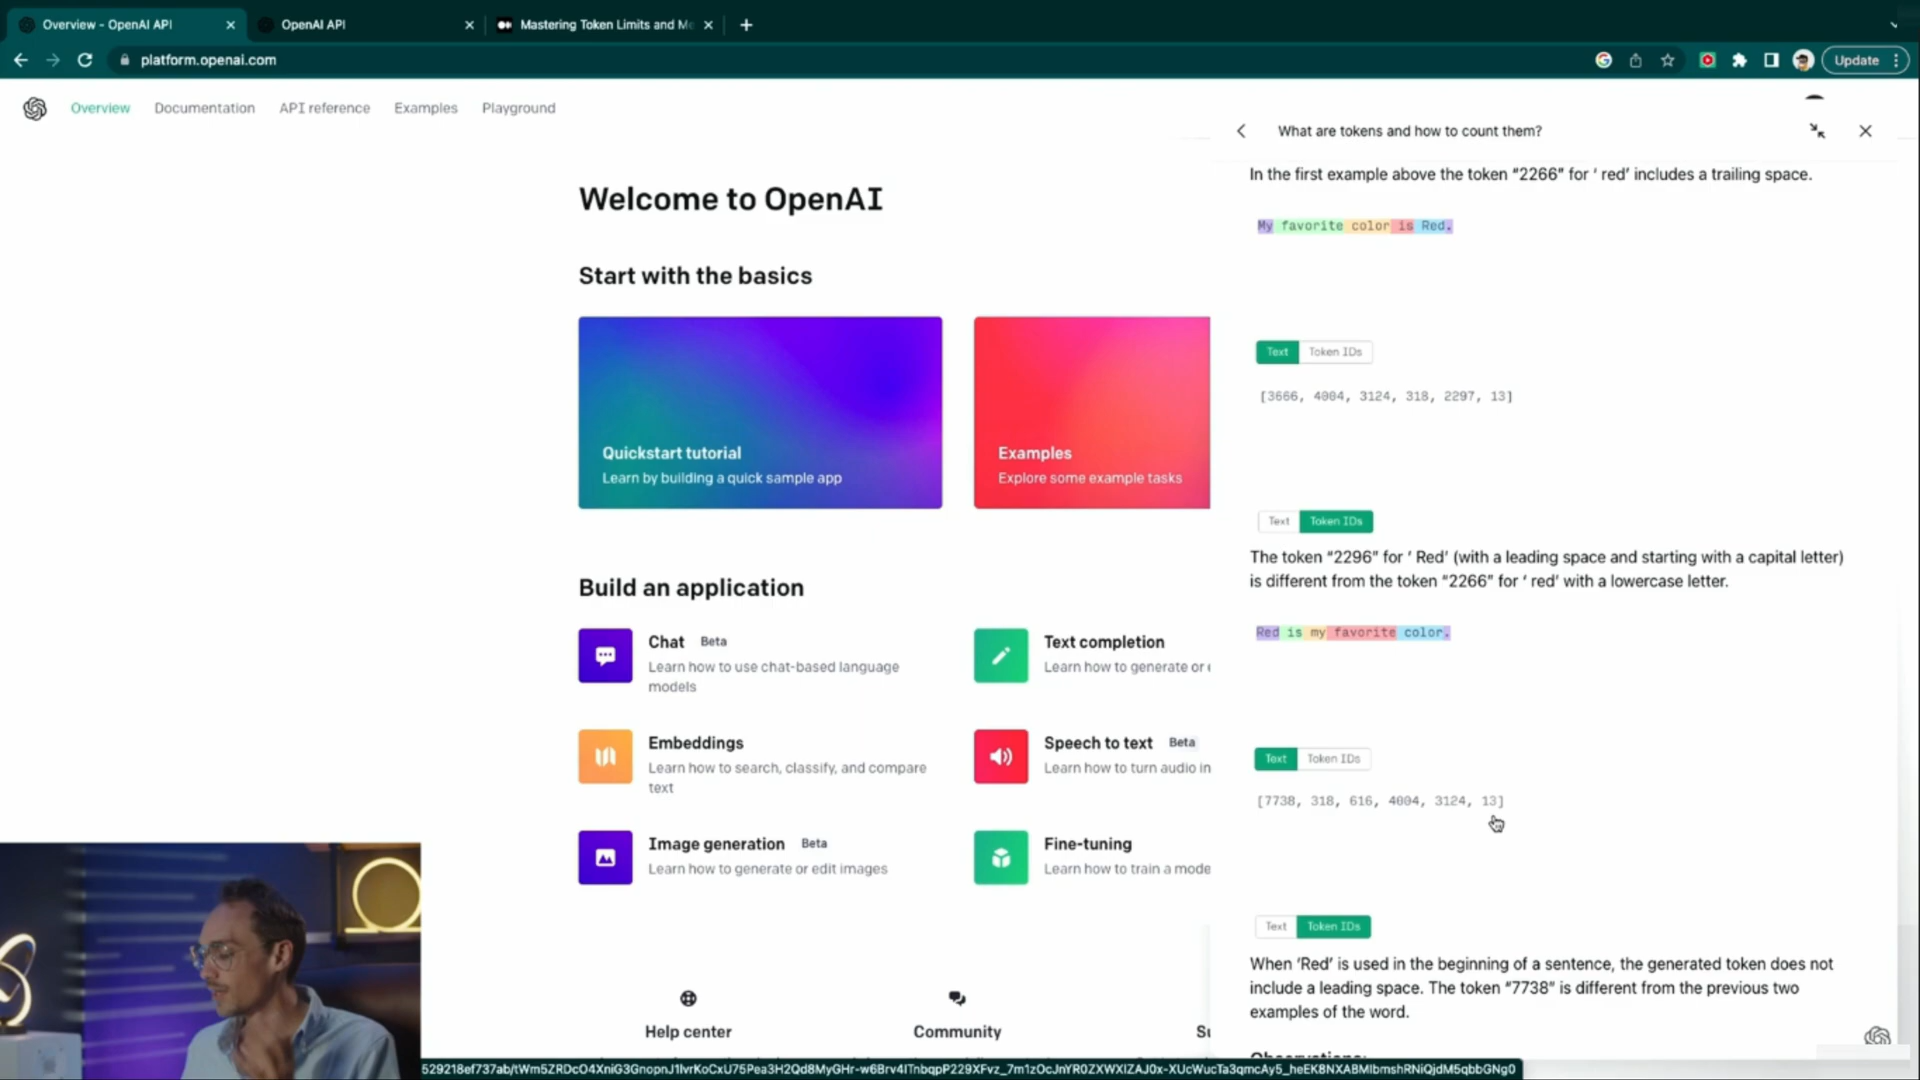 Overview - OpenAI API
OpenAI API
Mastering Token Limits and Me
platform.openai.com
Update
Overview
Documentation
API reference
Examples
Playground
Welcome to OpenAI
Start with the basics
Quickstart tutorial
Learn by building a quick sample app
Examples
Explore some example tasks
Build an application
Chat Beta
Learn how to use chat-based language
models
Text completion
Learn how to generate or
Embeddings
Learn how to search, classify, and compare
text
Speech to text Beta
Learn how to turn audio in
Image generation Beta
Learn how to generate or edit images
Fine-tuning
Learn how to train a mode
Help center
Community
Su
What are tokens and how to count them?
In the first example above the token “2266” for ‘ red’ includes a trailing space.
My favorite color is Red.
Text Token IDs
[3666, 4004, 3124, 318, 2297, 13]
Text Token IDs
The token “2296” for ‘ Red’ (with a leading space and starting with a capital letter)
is different from the token “2266” for ‘ red’ with a lowercase letter.
Red is my favorite color.
Text Token IDs
[7738, 318, 616, 4004, 3124, 13]
Text Token IDs
When ‘Red’ is used in the beginning of a sentence, the generated token does not
include a leading space. The token “7738” is different from the previous two
examples of the word.
Observations: